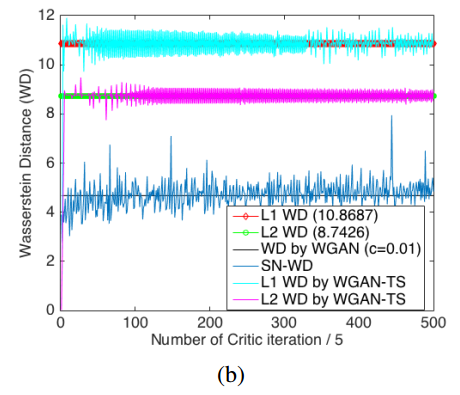 12
10
8
6
4
2
0
Wasserstein Distance (WD)
L1 WD (10.8687)
L2 WD (8.7426)
WD by WGAN (c=0.01)
SN-WD
L1 WD by WGAN-TS
L2 WD by WGAN-TS
0 100 200 300 400 500
Number of Critic iteration / 5
(b)